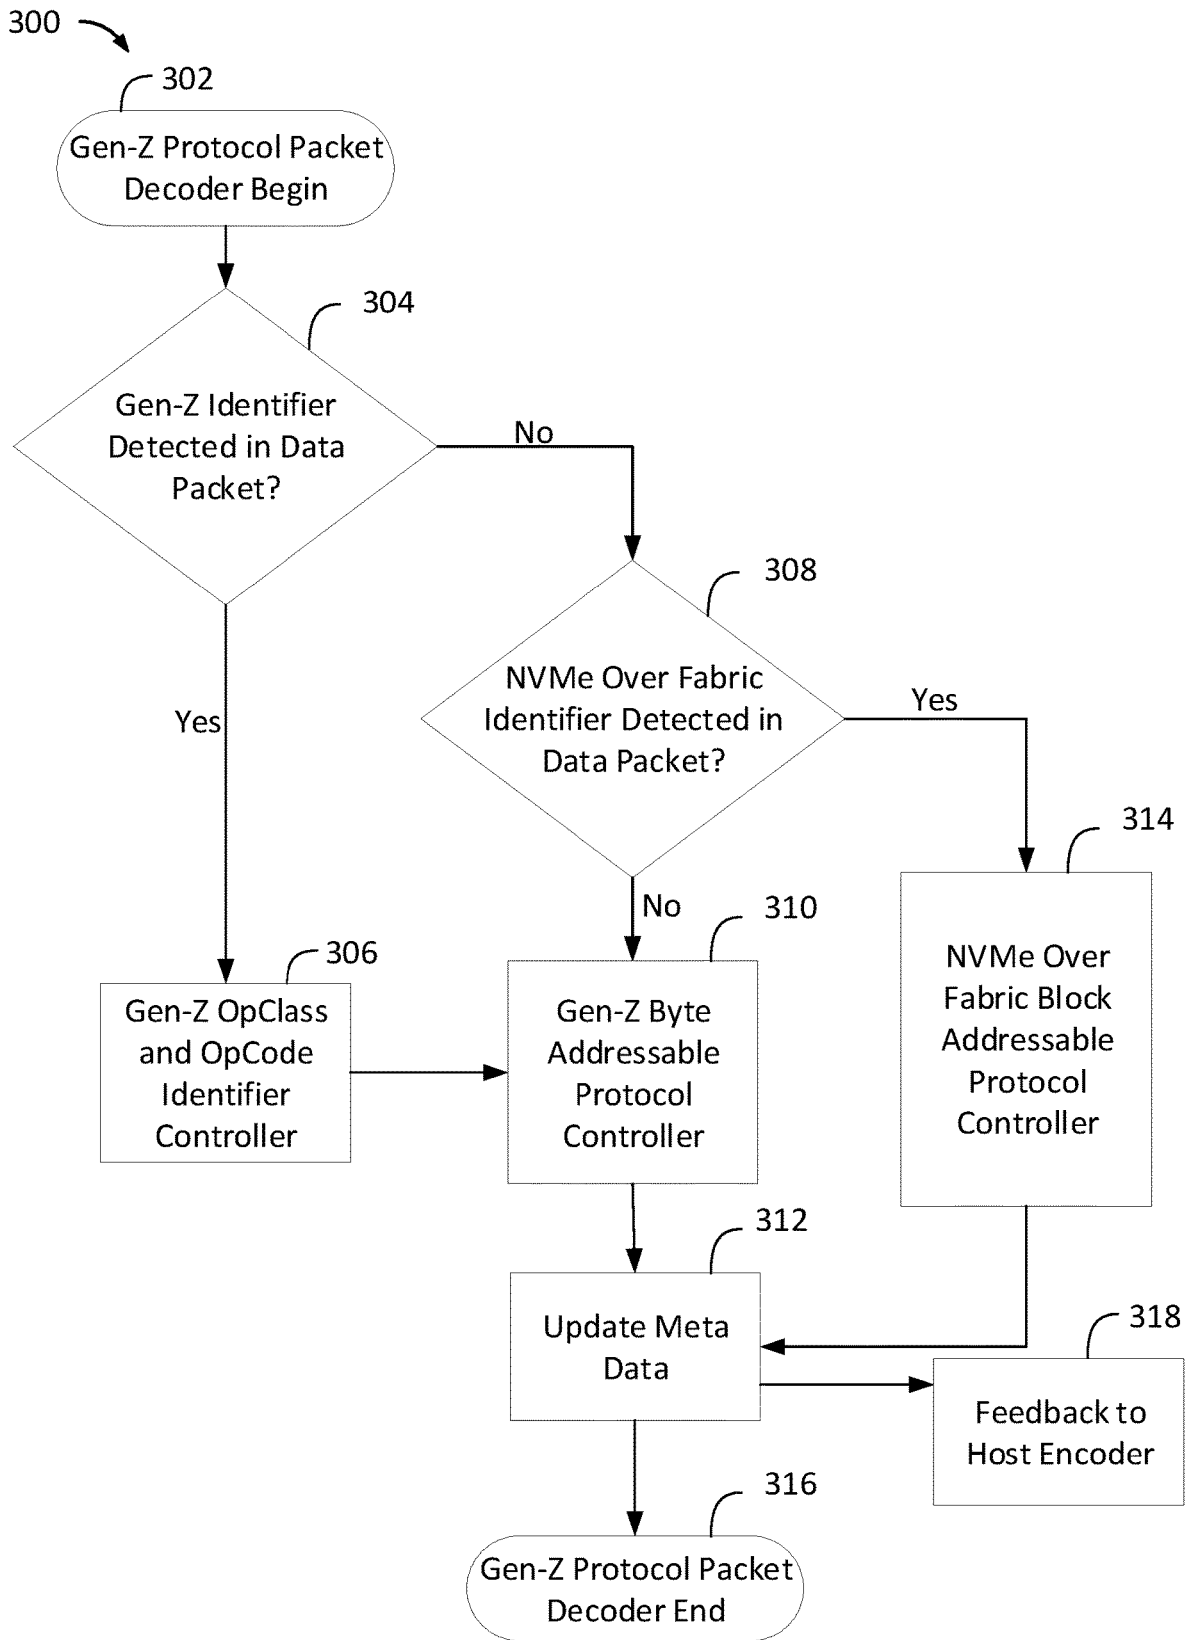 300
302
Gen-Z Protocol Packet
Decoder Begin
304
Gen-Z Identifier
Detected in Data
Packet?
No
308
NVMe Over Fabric
Identifier Detected in
Data Packet?
Yes
Yes
314
No
310
306
Gen-Z OpClass
and OpCode
Identifier
Controller
Gen-Z Byte
Addressable
Protocol
Controller
NVMe Over
Fabric Block
Addressable
Protocol
Controller
312
Update Meta
Data
318
Feedback to
Host Encoder
316
Gen-Z Protocol Packet
Decoder End